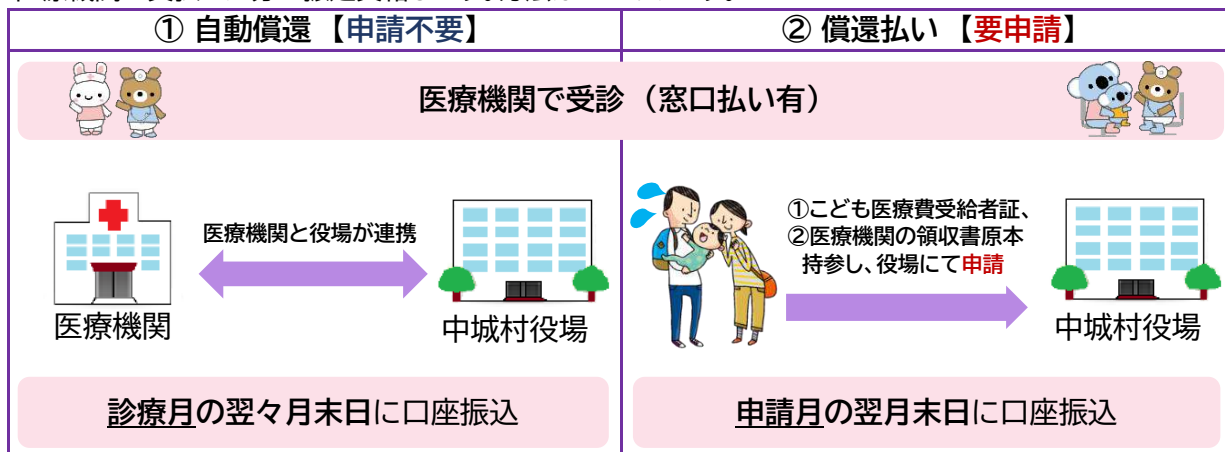 ① 自動償還 【申請不要】
② 償還払い 【要申請】
医療機関で受診 （窓口払い有）
医療機関と役場が連携
医療機関
中城村役場
診療月の翌々月末日に口座振込
①こども医療費受給者証、
②医療機関の領収書原本
持参し、役場にて申請
中城村役場
申請月の翌月末日に口座振込